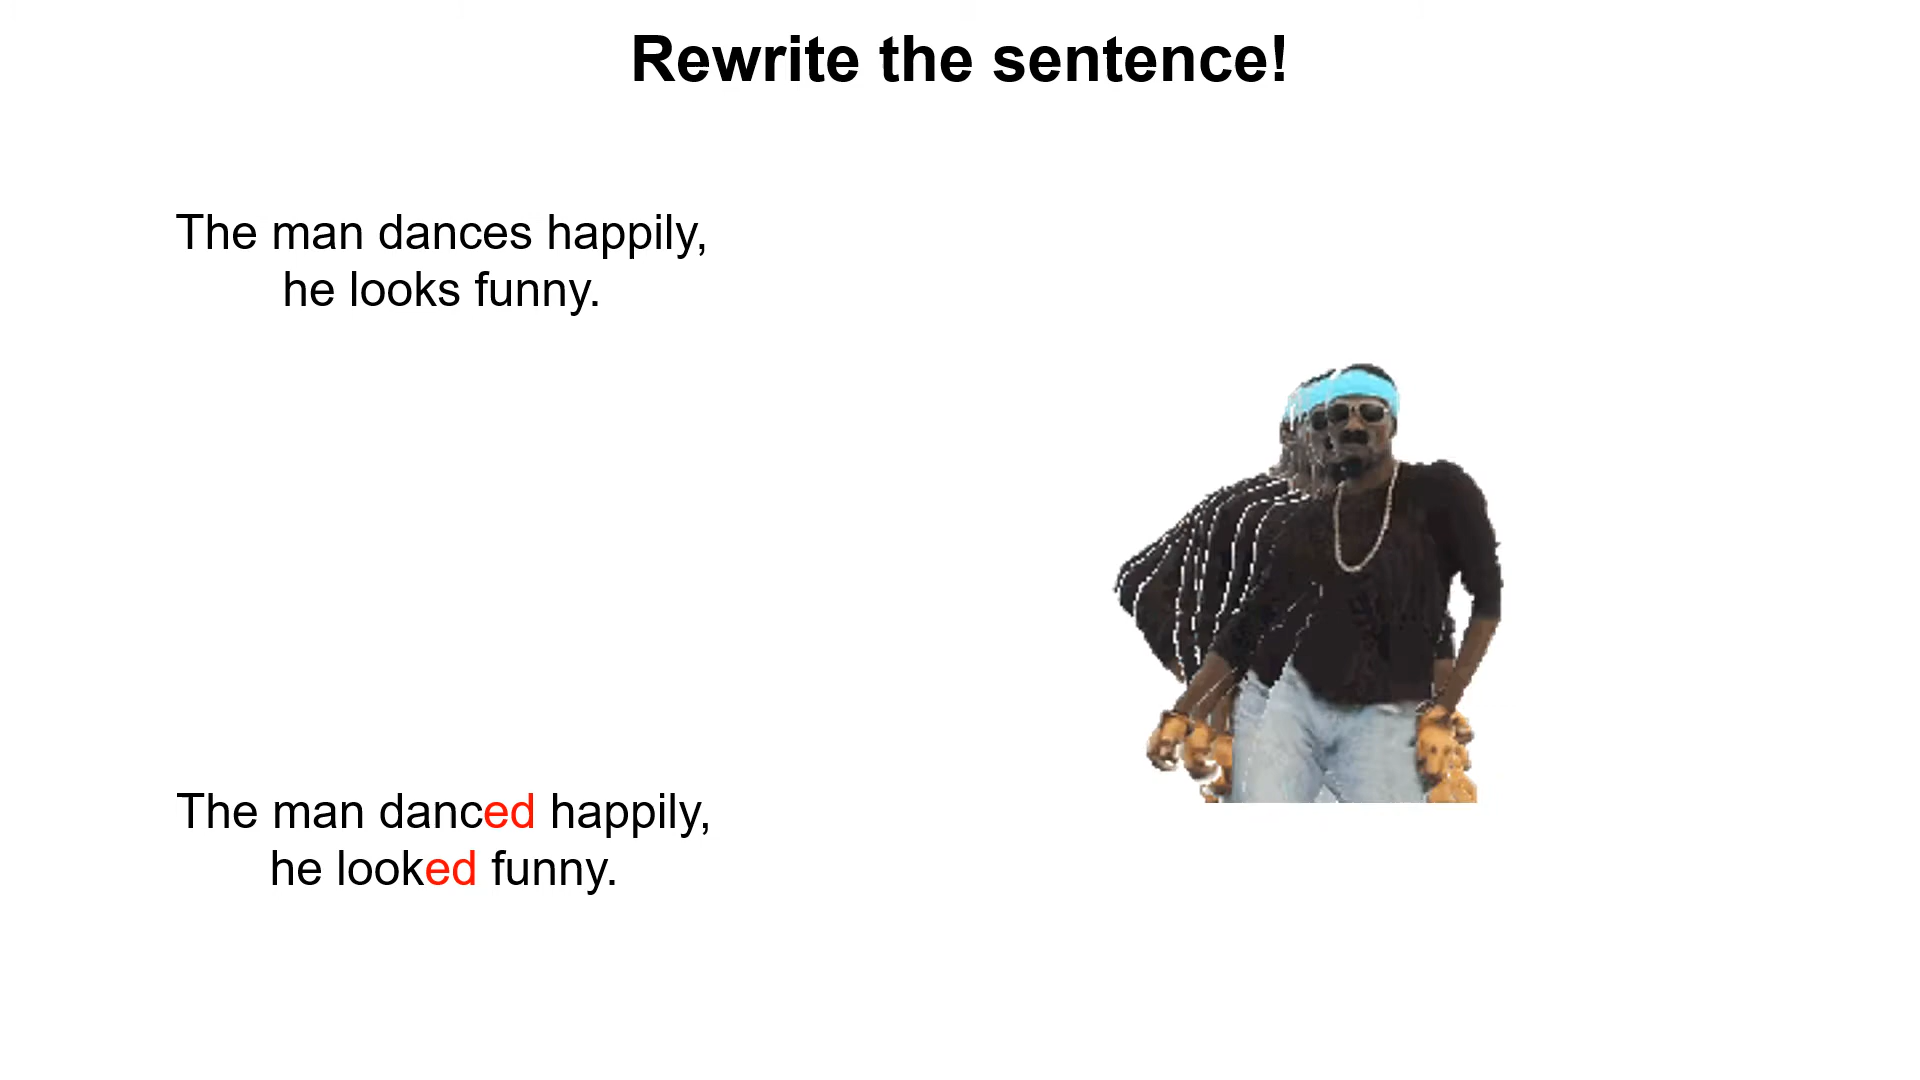 Rewrite the sentence!
The man dances happily,
he looks funny.
The man danced happily,
he looked funny.